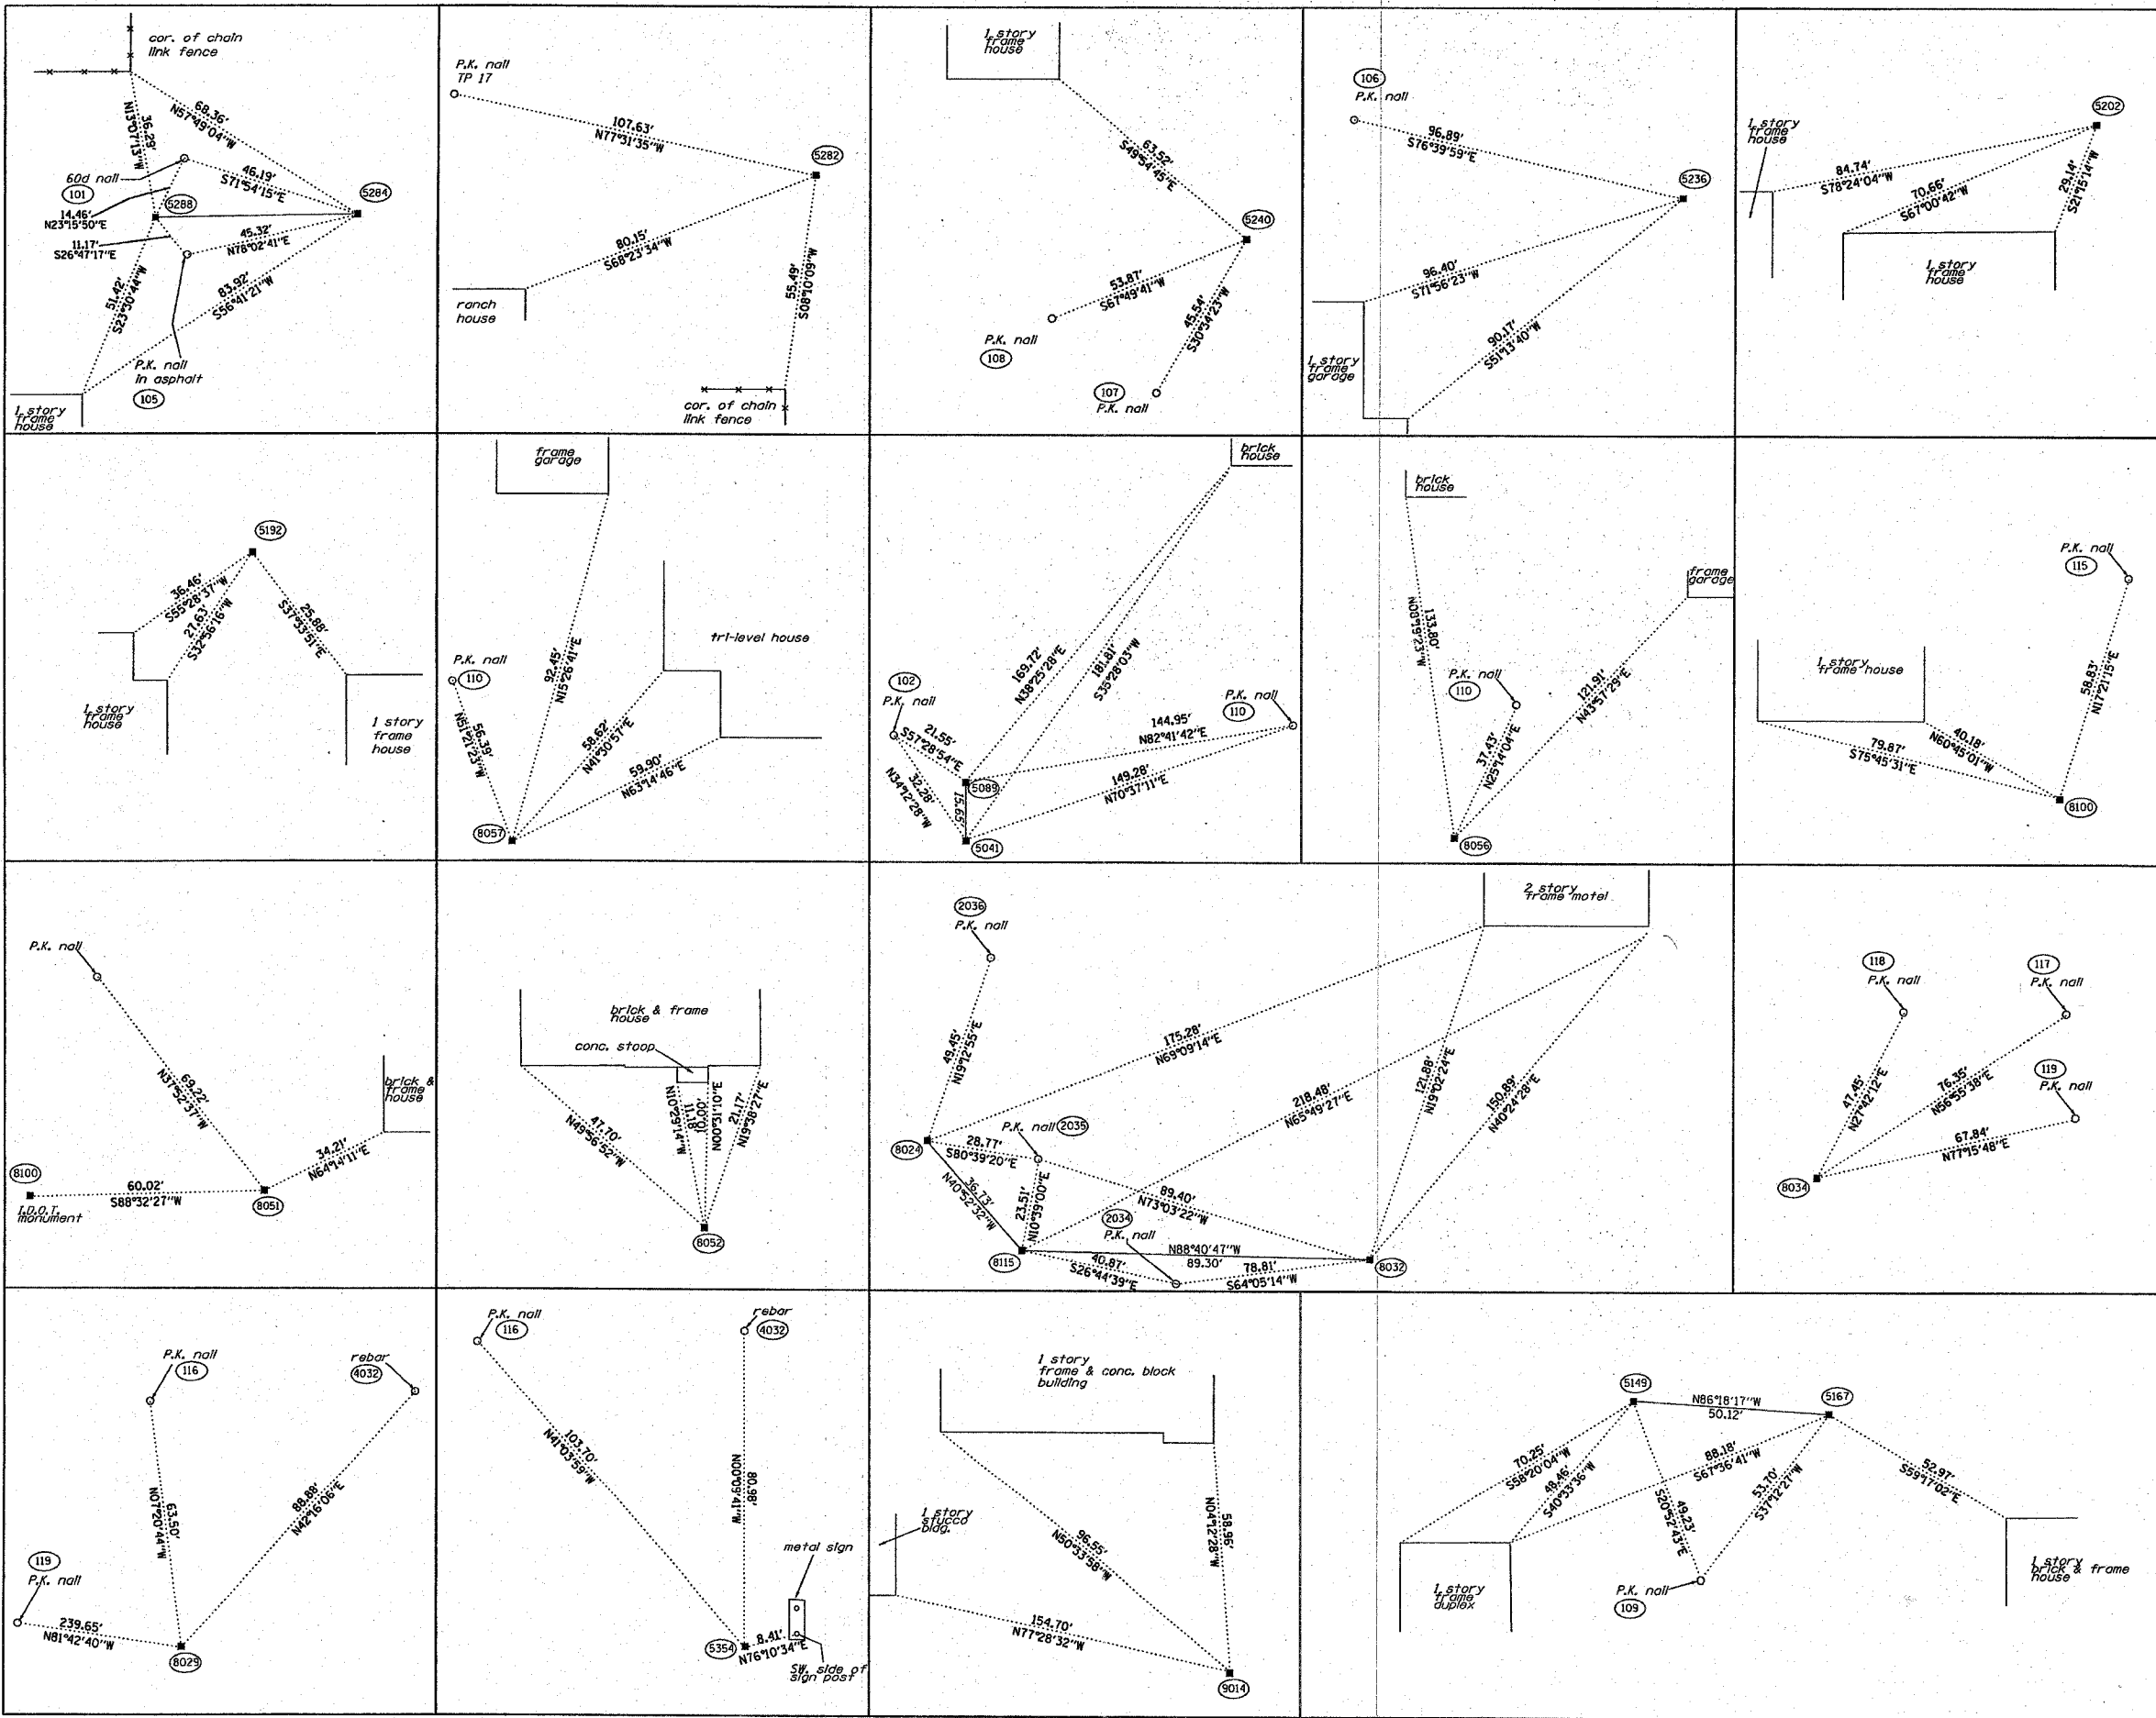 cor. of chain
link fence
68.36'
N57°49'04"W
36.29'
N13°07'13"W
60d nail
101
46.19'
S71°54'15"E
5284
5288
14.46'
N23°15'50"E
11.17'
S26°47'17"E
45.32'
N78°02'41"E
83.92'
S56°41'21"W
51.42'
S23°30'44"W
P.K. nail
in asphalt
105
1 story
frame
house
P.K. nail
TP 17
107.63'
N77°31'35"W
5282
80.15'
S68°23'34"W
55.49'
S08°10'09"W
ranch
house
cor. of chain
link fence
1 story
frame
house
63.52'
S49°54'45"E
5240
53.87'
S67°49'41"W
45.54'
S30°34'23"W
P.K. nail
108
107
P.K. nail
106
P.K. nail
96.89'
S76°39'59"E
5236
96.40'
S71°56'23"W
90.17'
S51°13'40"W
1 story
frame
garage
5202
1 story
frame
house
84.74'
S78°24'04"W
70.66'
S67°00'42"W
29.14'
S21°15'14"W
1 story
frame
house
5192
36.46'
S55°28'37"W
27.63'
S32°56'16"W
25.88'
S37°33'51"E
1 story
frame
house
1 story
frame
house
frame
garage
tri-level house
P.K. nail
110
92.45'
N15°26'41"E
56.39'
N51°21'23"W
58.62'
N41°30'57"E
59.90'
N63°14'46"E
8057
brick
house
169.72'
N38°25'28"E
181.81'
S35°28'03"W
102
P.K. nail
P.K. nail
110
21.55'
S57°28'54"E
144.95'
N82°41'42"E
32.28'
N34°12'28"W
5089
15.65'
149.28'
N70°37'11"E
5041
brick
house
frame
garage
133.80'
N08°19'23"W
P.K. nail
110
121.91'
N43°57'29"E
37.43'
N25°14'04"E
8056
P.K. nail
115
1 story
frame house
58.83'
N17°21'15"E
40.18'
N60°45'01"W
79.87'
S75°45'31"E
8100
P.K. nail
69.22'
N37°52'37"W
brick &
frame
house
34.21'
N64°14'11"E
8100
60.02'
S88°32'27"W
8051
I.D.O.T.
monument
brick & frame
house
conc. stoop
47.70'
N49°56'52"W
11.18'
N10°29'14"W
10.00'
N00°31'01"E
21.17'
N19°38'27"E
8052
2 story
frame motel
2036
P.K. nail
49.45'
N19°12'55"E
175.28'
N69°09'14"E
218.48'
N65°49'27"E
121.88'
N19°02'24"E
150.89'
N40°24'28"E
8024
28.77'
S80°39'20"E
P.K. nail 2035
36.73'
N40°52'32"W
23.51'
N10°39'00"E
89.40'
N73°03'22"W
2034
P.K. nail
8115
N88°40'47"W
89.30'
8032
40.87'
S26°44'39"E
78.81'
S64°05'14"W
118
P.K. nail
117
P.K. nail
119
P.K. nail
47.45'
N27°42'12"E
76.35'
N56°55'38"E
67.84'
N77°15'48"E
8034
P.K. nail
116
rebar
4032
63.50'
N07°20'44"W
88.88'
N42°16'06"E
119
P.K. nail
239.65'
N81°42'40"W
8029
P.K. nail
116
rebar
4032
103.70'
N41°03'59"W
80.98'
N00°09'41"W
metal sign
5354
8.41'
N76°10'34"E
SW. side of
sign post
1 story
frame & conc. block
building
1 story
stucco
bldg.
96.55'
N50°33'58"W
58.96'
N04°12'28"W
154.70'
N77°28'32"W
9014
5149
N86°18'17"W
50.12'
5167
70.25'
S58°20'04"W
48.46'
S40°33'36"W
88.18'
S67°36'41"W
49.23'
S20°52'43"E
53.70'
S37°12'27"W
52.97'
S59°17'02"E
1 story
frame
duplex
P.K. nail
109
1 story
brick & frame
house